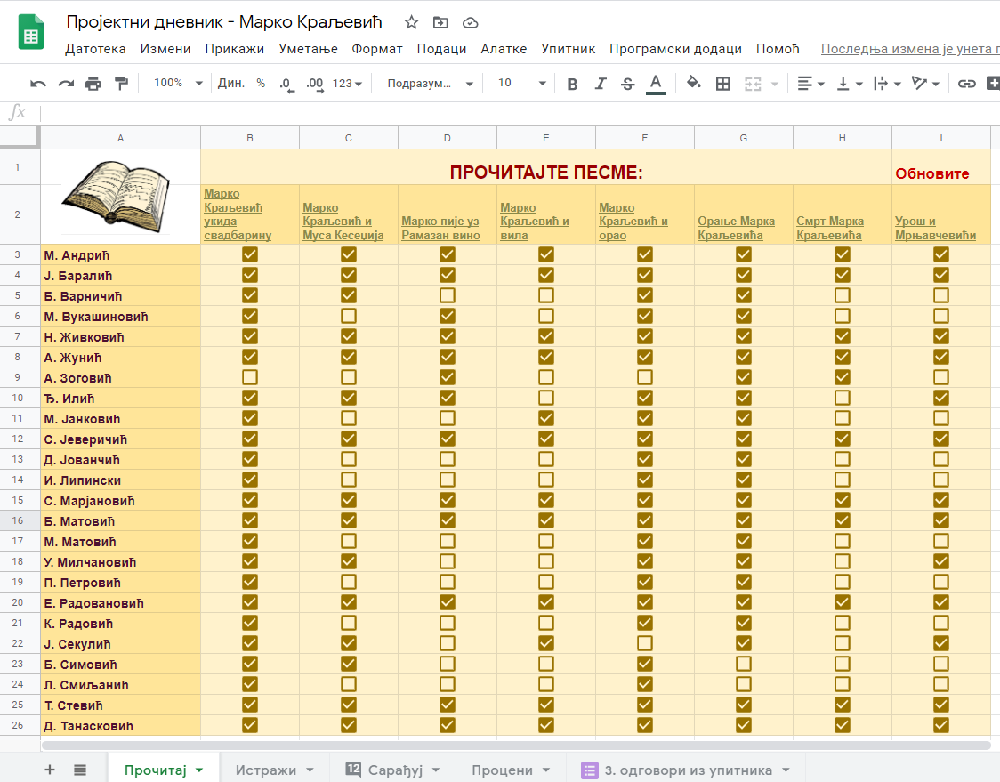 Пројектни дневник - Марко Краљевић
Датотека Измени Прикажи Уметање Формат Подаци Алатке Упитник Програмски додаци Помоћ Последња измена је унета
100% Дин. % .0 .00 123 Подразум... 10 B I S A
fx
A B C D E F G H I
1 ПРОЧИТАЈТЕ ПЕСМЕ: Обновите
2 Марко Краљевић укида свадбарину Марко Краљевић и Муса Кесеџија Марко пије уз Рамазан вино Марко Краљевић и вила Марко Краљевић и орао Орање Марка Краљевића Смрт Марка Краљевића Урош и Мрњавчевићи
3 М. Андрић
4 Ј. Баралић
5 Б. Варничић
6 М. Вукашиновић
7 Н. Живковић
8 А. Жунић
9 А. Зоговић
10 Ђ. Илић
11 М. Јанковић
12 С. Јеверичић
13 Д. Јованчић
14 И. Липински
15 С. Марјановић
16 Б. Матовић
17 М. Матовић
18 У. Милчановић
19 П. Петровић
20 Е. Радовановић
21 К. Радовић
22 Ј. Секулић
23 Б. Симовић
24 Л. Смиљанић
25 Т. Стевић
26 Д. Танасковић
Прочитај Истражи 12 Сарађуј Процени 3. одговори из упитника